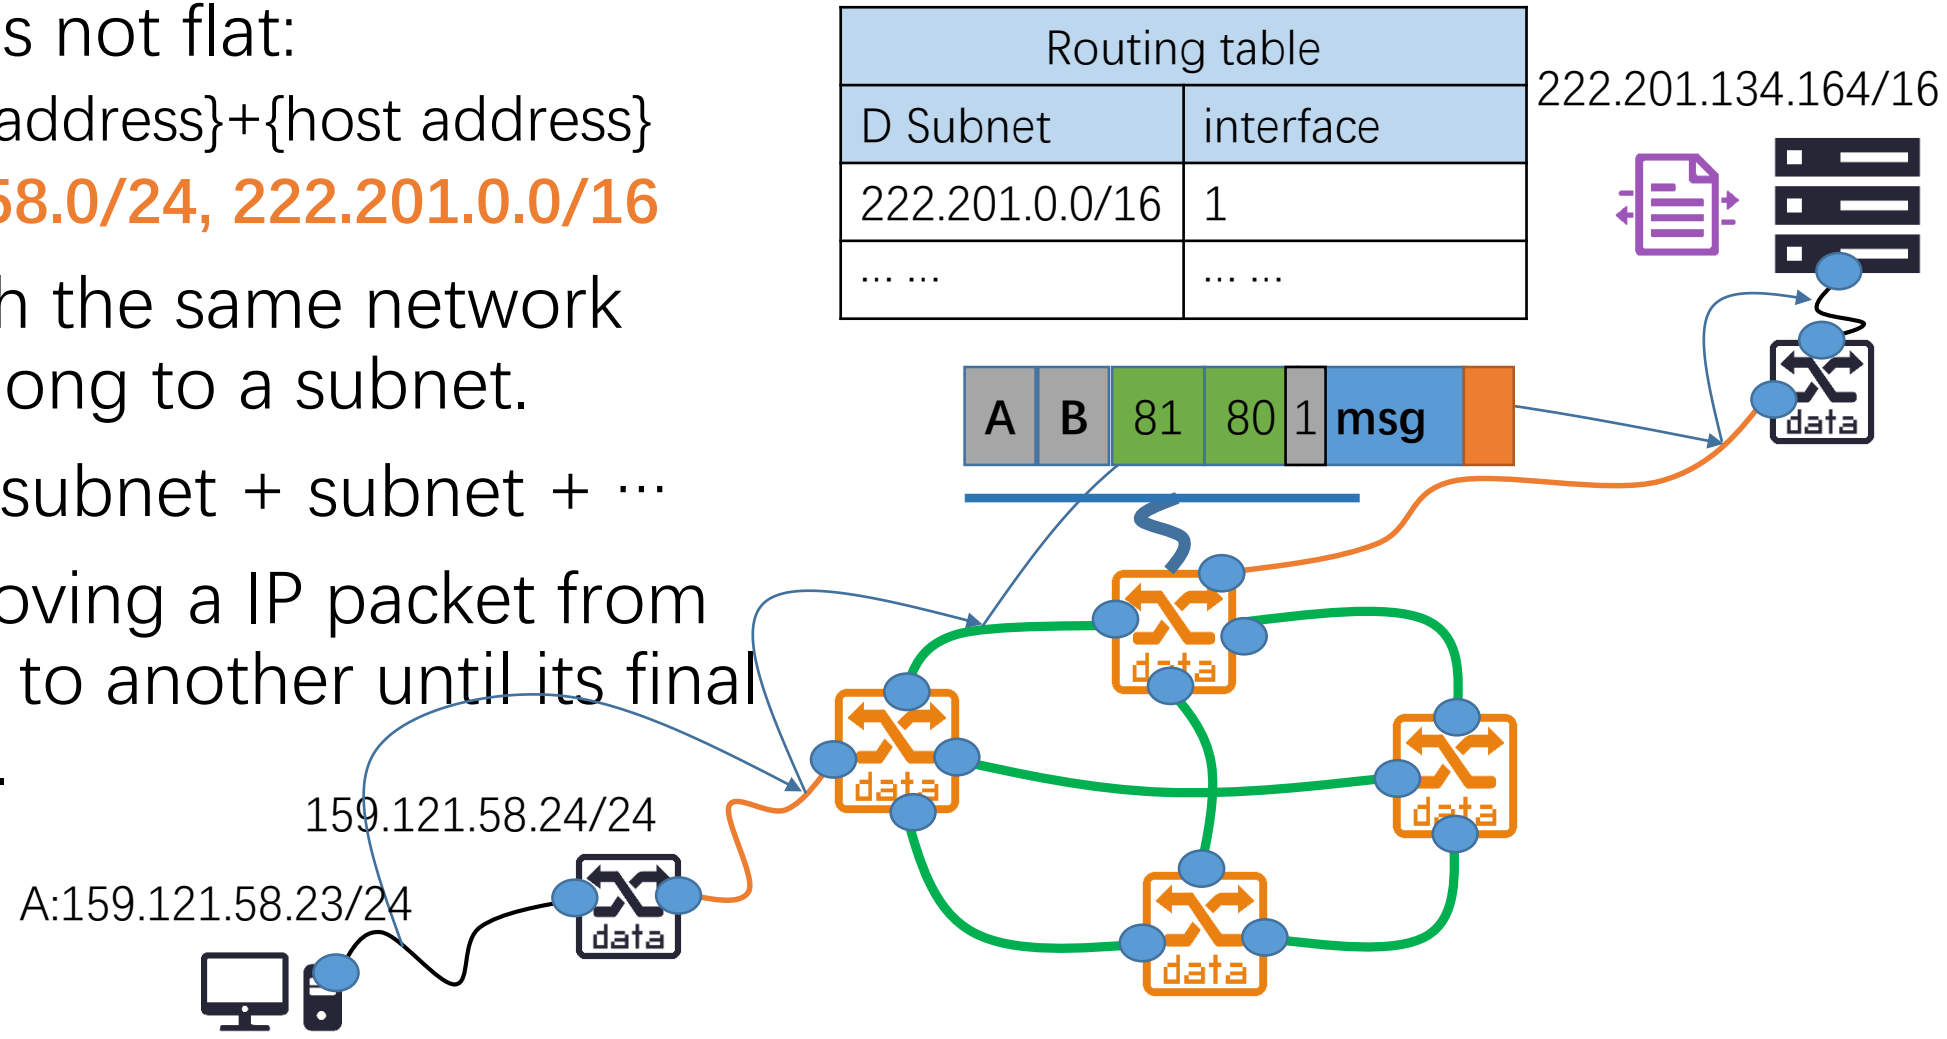 s not flat:
address}+{host address}
58.0/24, 222.201.0.0/16
h the same network
ong to a subnet.
subnet + subnet + ...
oving a IP packet from
to another until its final
.
Routing table
D Subnet interface
222.201.0.0/16 1
... ... ... ...
222.201.134.164/16
A B 81 80 1 msg
data
data
data
data
data
159.121.58.24/24
A:159.121.58.23/24
data